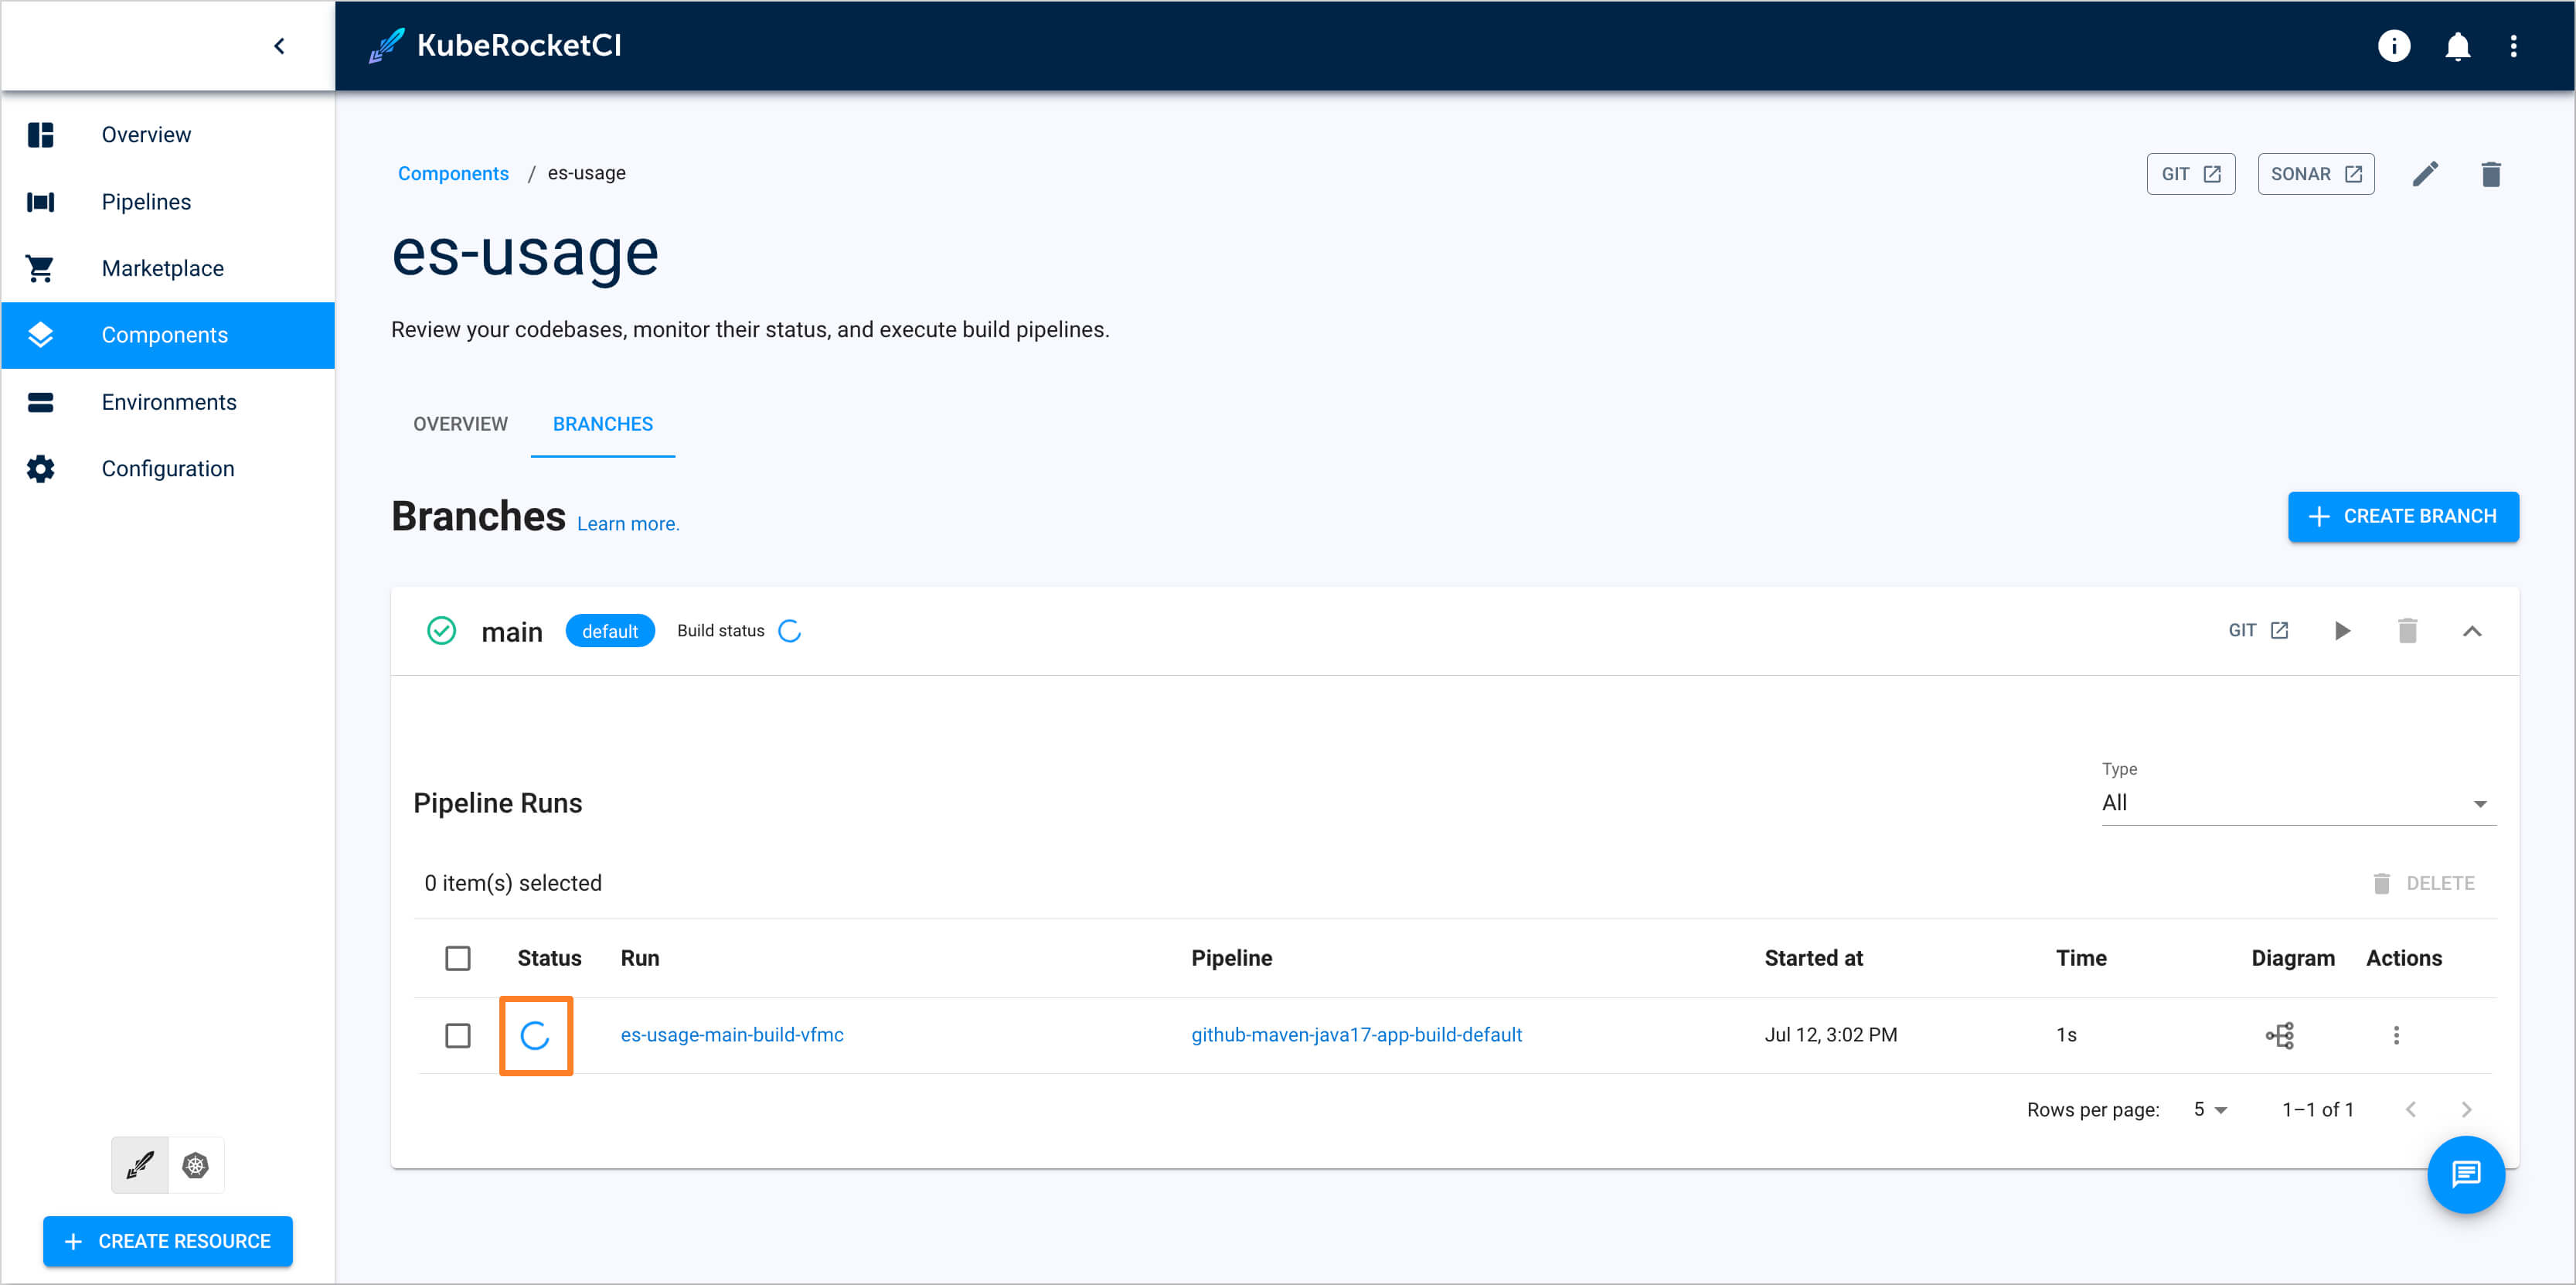 KubeRocketCI
Overview
Pipelines
Marketplace
Components
Environments
Configuration
CREATE RESOURCE
Components / es-usage
GIT
SONAR
es-usage
Review your codebases, monitor their status, and execute build pipelines.
OVERVIEW
BRANCHES
Branches Learn more.
CREATE BRANCH
main default Build status
GIT
Type
Pipeline Runs
All
0 item(s) selected
DELETE
Status Run Pipeline Started at Time Diagram Actions
es-usage-main-build-vfmc github-maven-java17-app-build-default Jul 12, 3:02 PM 1s
Rows per page: 5 1–1 of 1